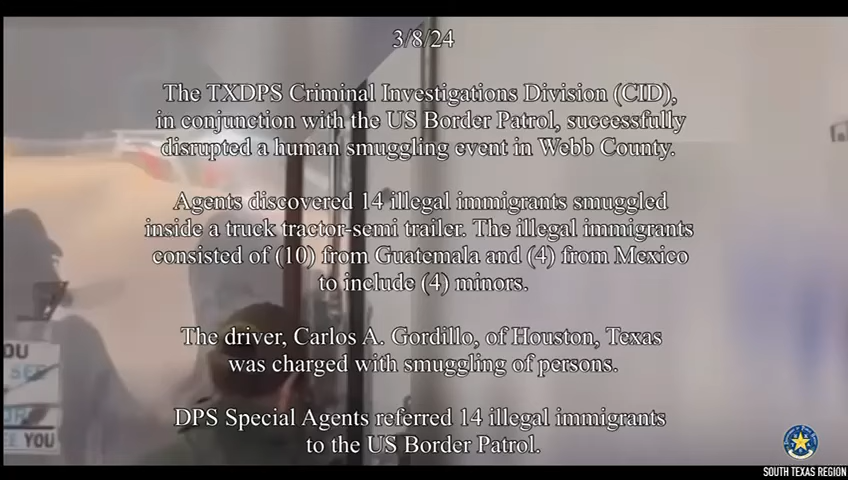 3/8/24
The TXDPS Criminal Investigations Division (CID),
in conjunction with the US Border Patrol, successfully
disrupted a human smuggling event in Webb County.
Agents discovered 14 illegal immigrants smuggled
inside a truck tractor-semi trailer. The illegal immigrants
consisted of (10) from Guatemala and (4) from Mexico
to include (4) minors.
The driver, Carlos A. Gordillo, of Houston, Texas
was charged with smuggling of persons.
DPS Special Agents referred 14 illegal immigrants
to the US Border Patrol.
OU
SEE
E YOU
SOUTH TEXAS REGION